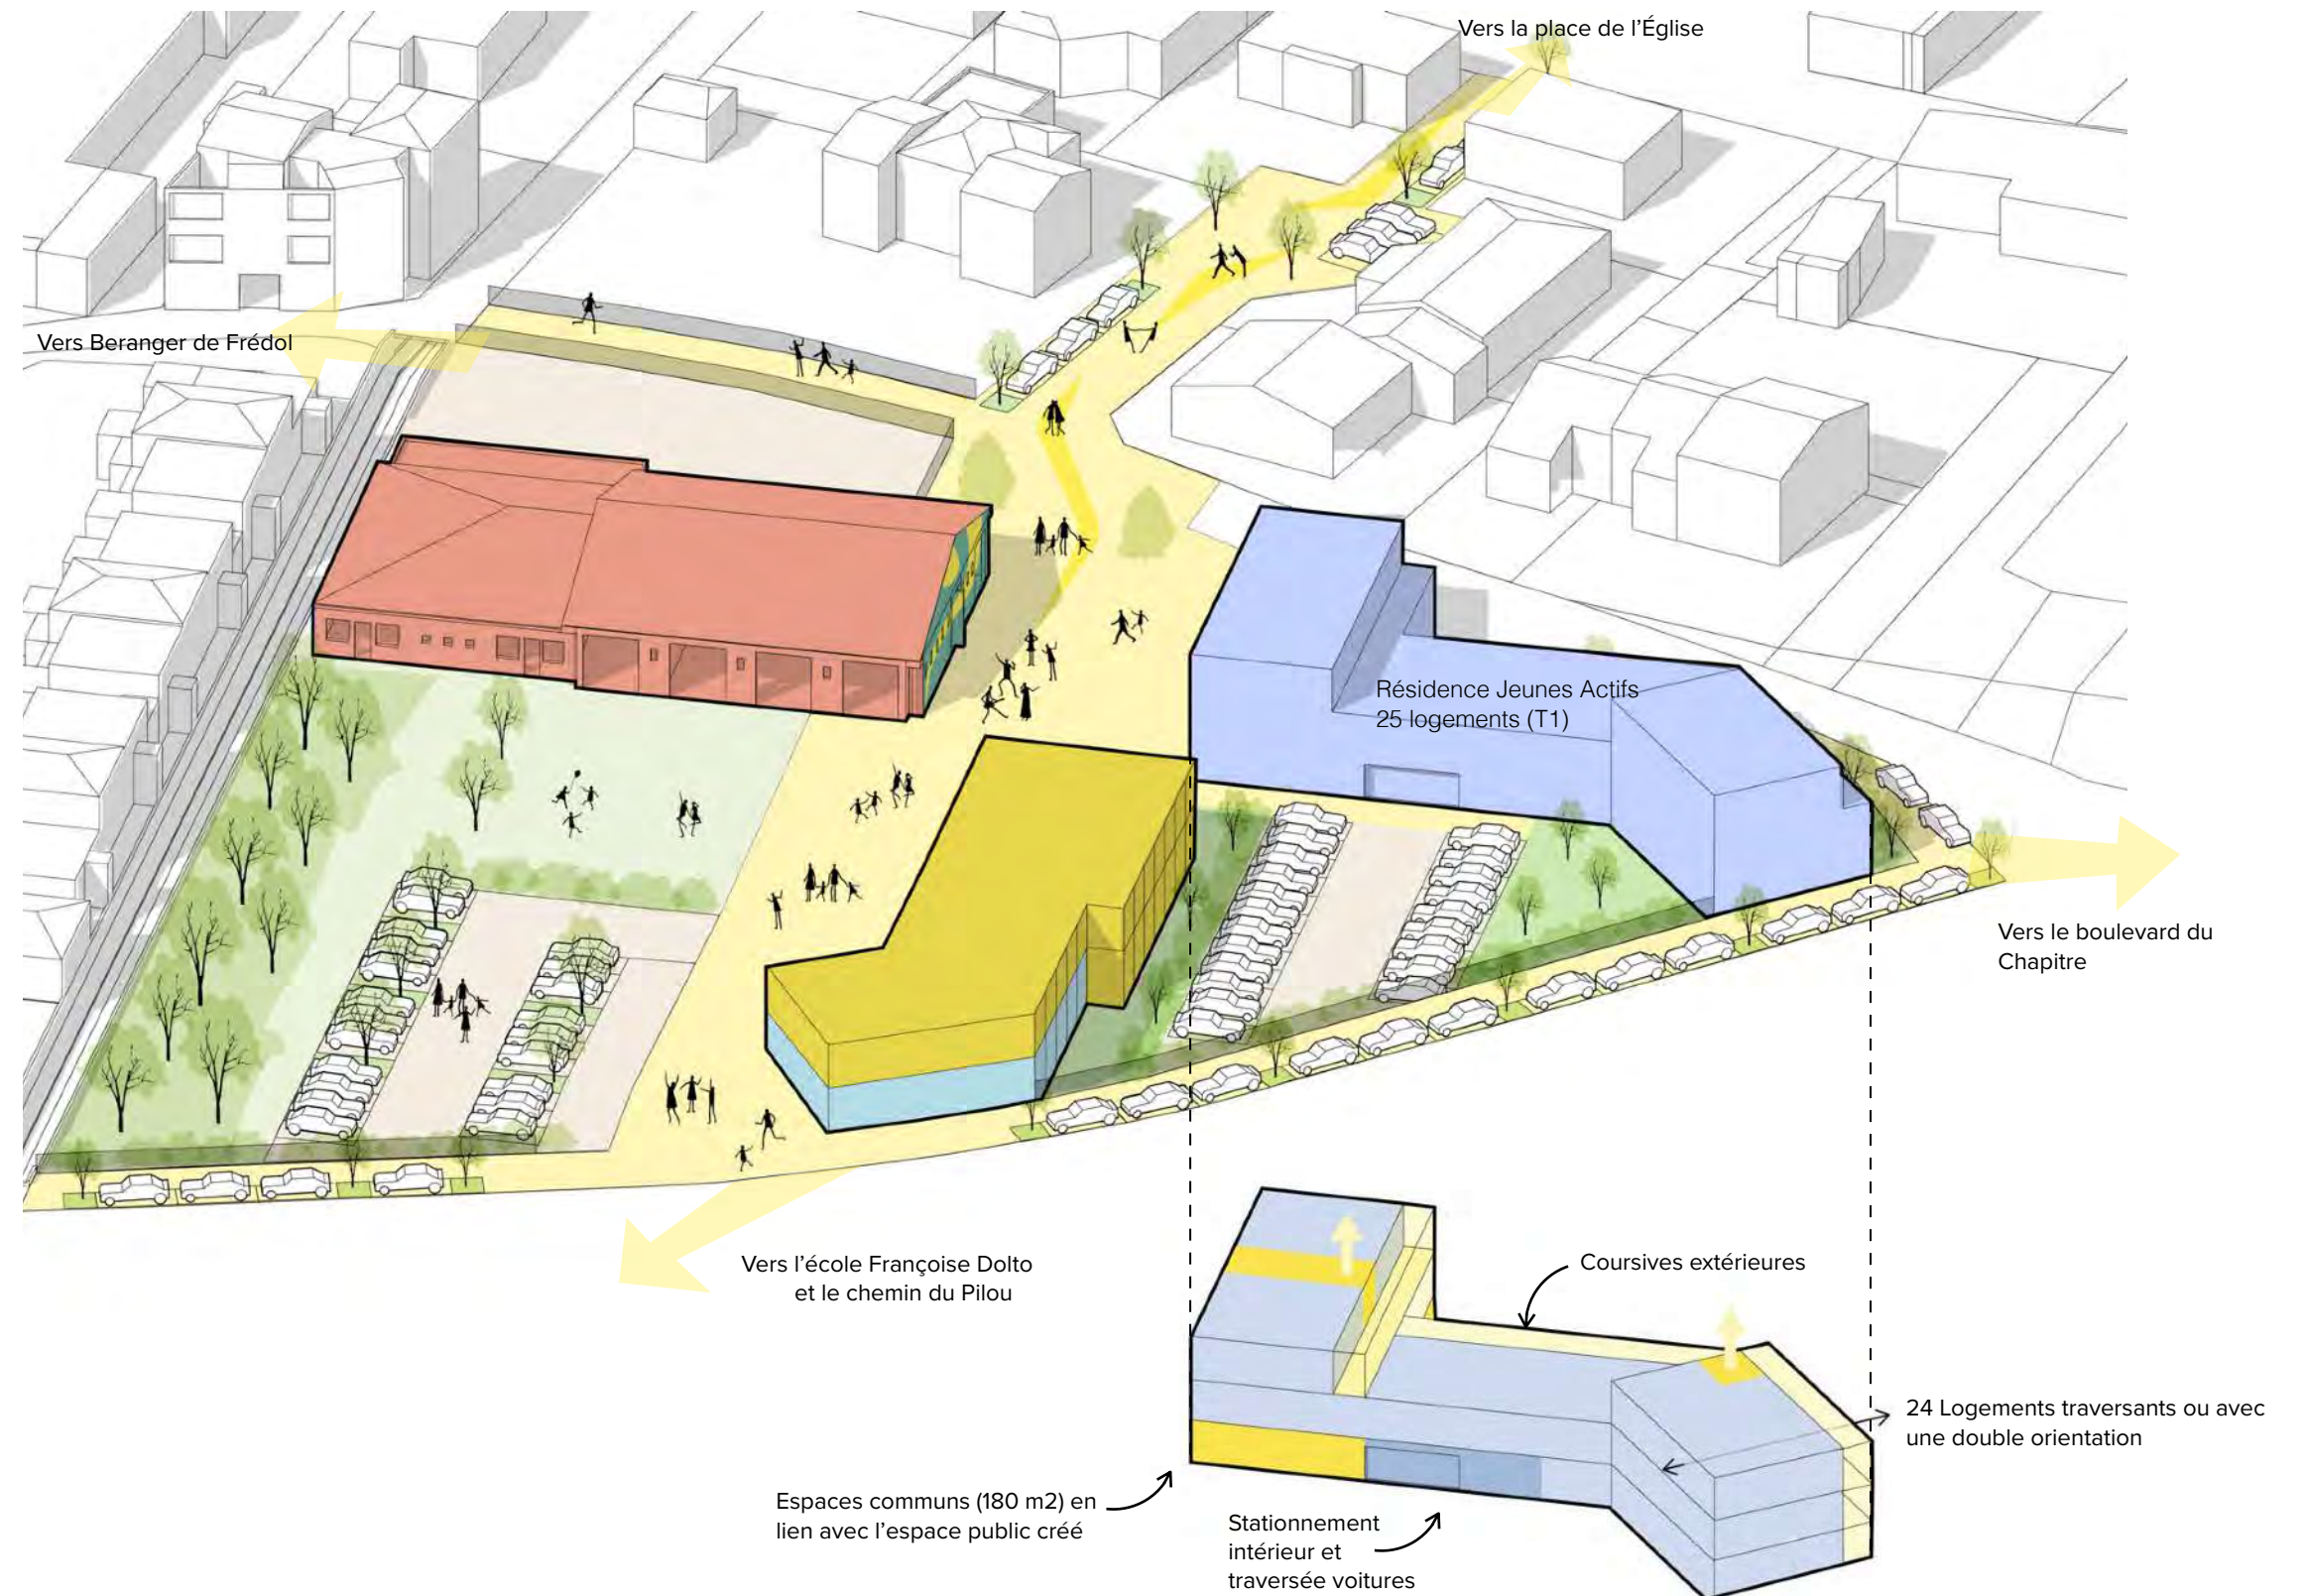 Vers la place de l’Église
Vers Beranger de Frédol
Résidence Jeunes Actifs
25 logements (T1)
Vers le boulevard du
Chapitre
Vers l’école Françoise Dolto
et le chemin du Pilou
Coursives extérieures
24 Logements traversants ou avec
une double orientation
Espaces communs (180 m2) en
lien avec l’espace public créé
Stationnement
intérieur et
traversée voitures